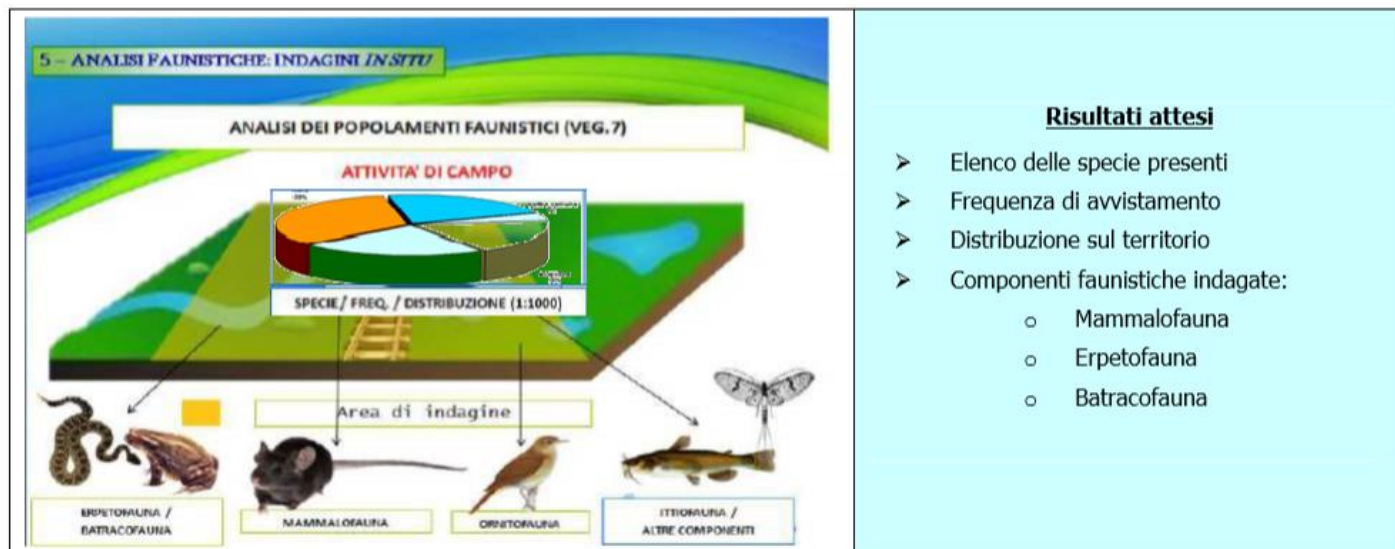 5 – ANALISI FAUNISTICHE: INDAGINI IN SITU
ANALISI DEI POPOLAMENTI FAUNISTICI (VEG.7)
ATTIVITA' DI CAMPO
SPECIE / FREQ. / DISTRIBUZIONE (1:1000)
Area di indagine
ERPETOFAUNA /
BATRACOFAUNA
MAMMALOFAUNA
ORNITOFAUNA
ITTIOFAUNA /
ALTRE COMPONENTI
Risultati attesi
➤ Elenco delle specie presenti
➤ Frequenza di avvistamento
➤ Distribuzione sul territorio
➤ Componenti faunistiche indagate:
o Mammalofauna
o Erpetofauna
o Batracofauna